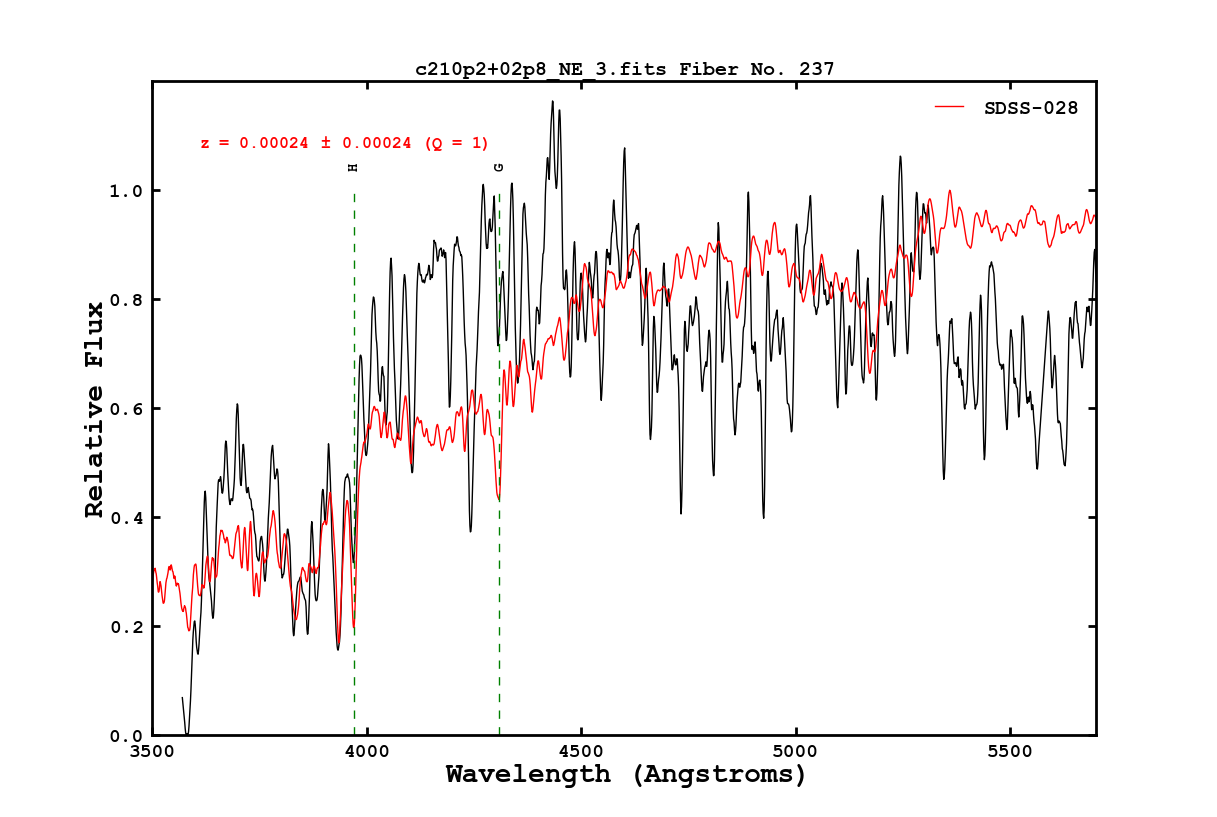 c210p2+02p8_NE_3.fits Fiber No. 237
SDSS-028
z = 0.00024 ± 0.00024 (Q = 1)
H
G
1.0
0.8
0.6
0.4
0.2
0.0
Relative Flux
3500
4000
4500
5000
5500
Wavelength (Angstroms)